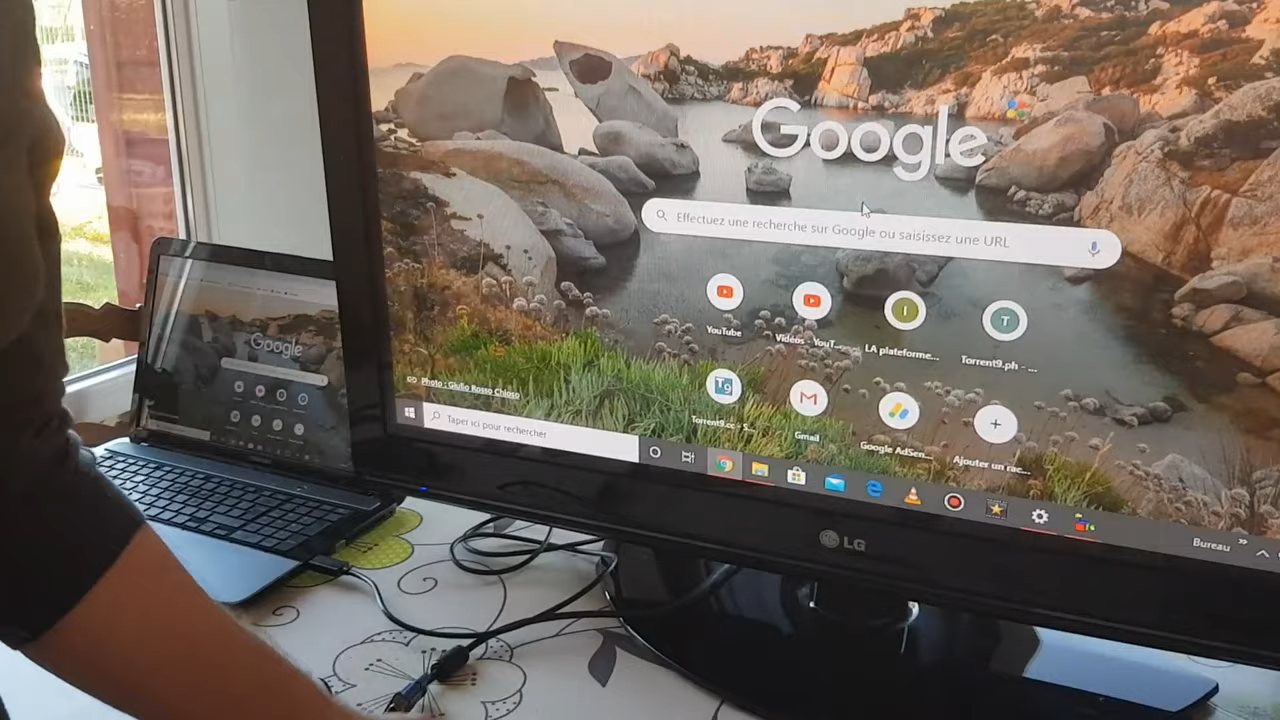 Google
Effectuez une recherche sur Google ou saisissez une URL
YouTube
Vidéos - YouT...
LA plateforme...
Torrent9.ph - ...
Torrent9.cc - S...
Gmail
Google AdSen...
Ajouter un rac...
I
T
T9
Photo : Giulio Rosso Chioso
Taper ici pour rechercher
Bureau
LG
Google